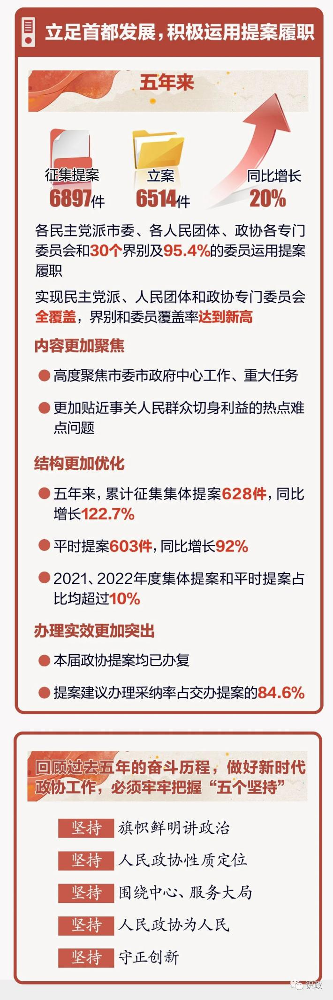 立足首都发展，积极运用提案履职
五年来
征集提案
6897件
立案
6514件
同比增长
20%
各民主党派市委、各人民团体、政协各专门
委员会和30个界别及95.4%的委员运用提案
履职
实现民主党派、人民团体和政协专门委员会
全覆盖，界别和委员覆盖率达到新高
内容更加聚焦
高度聚焦市委市政府中心工作、重大任务
更加贴近事关人民群众切身利益的热点难
点问题
结构更加优化
五年来，累计征集集体提案628件，同比
增长122.7%
平时提案603件，同比增长92%
2021、2022年度集体提案和平时提案占
比均超过10%
办理实效更加突出
本届政协提案均已办复
提案建议办理采纳率占交办提案的84.6%
回顾过去五年的奋斗历程，做好新时代
政协工作，必须牢牢把握“五个坚持”
坚持 旗帜鲜明讲政治
坚持 人民政协性质定位
坚持 围绕中心、服务大局
坚持 人民政协为人民
坚持 守正创新
识政